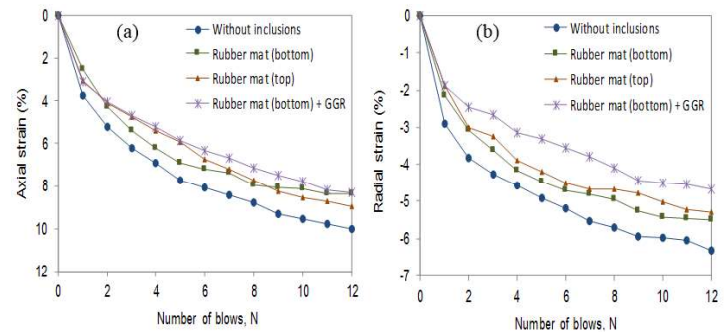 (a)
Without inclusions
Rubber mat (bottom)
Rubber mat (top)
Rubber mat (bottom) + GGR
Axial strain (%)
0
2
4
6
8
10
12
0 2 4 6 8 10 12
Number of blows, N
(b)
Without inclusions
Rubber mat (bottom)
Rubber mat (top)
Rubber mat (bottom) + GGR
Radial strain (%)
0
-1
-2
-3
-4
-5
-6
-7
0 2 4 6 8 10 12
Number of blows, N